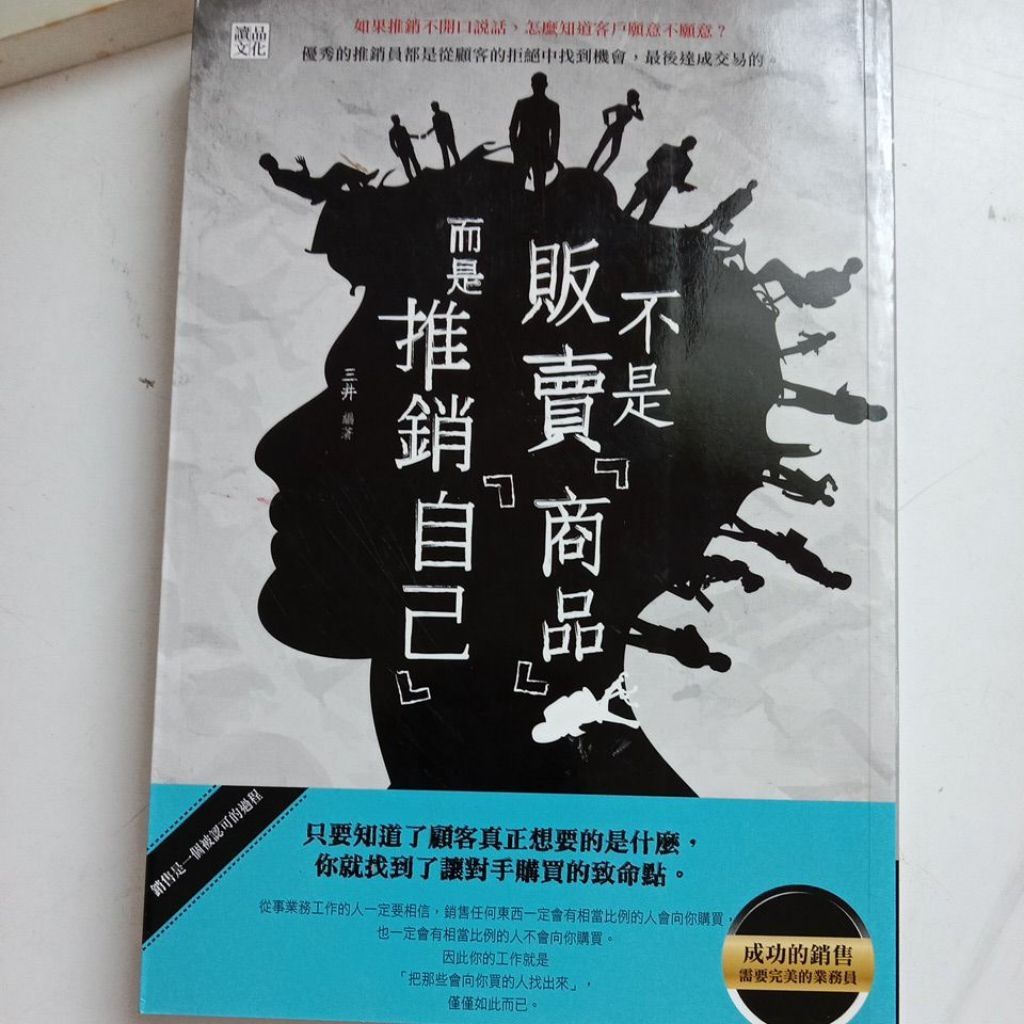 讀品
文化
如果推銷不開口說話、怎麼知道客戶願意不願意？
優秀的推銷員都是從顧客的拒絕中找到機會，最後達成交易的。
不是
販賣『商品』
而是
推銷『自己』
三井 編著
銷售是一個被認可的過程
只要知道了顧客真正想要的是什麼，
你就找到了讓對手購買的致命點。
從事業務工作的人一定要相信，銷售任何東西一定會有相當比例的人會向你購買，
也一定會有相當比例的人不會向你購買。
因此你的工作就是
「把那些會向你買的人找出來」，
僅僅如此而已。
成功的銷售
需要完美的業務員